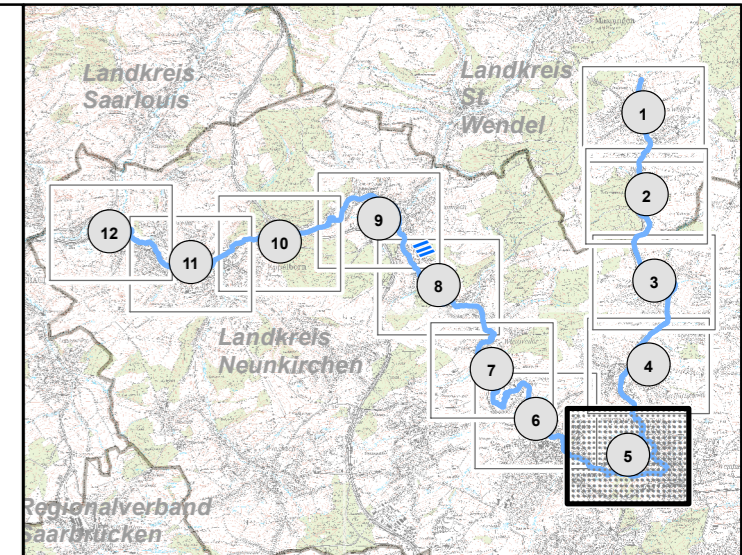 Landkreis
Saarlouis
Landkreis
St.
Wendel
1
2
3
4
5
6
7
8
9
10
11
12
Landkreis
Neunkirchen
Regionalverband
Saarbrücken